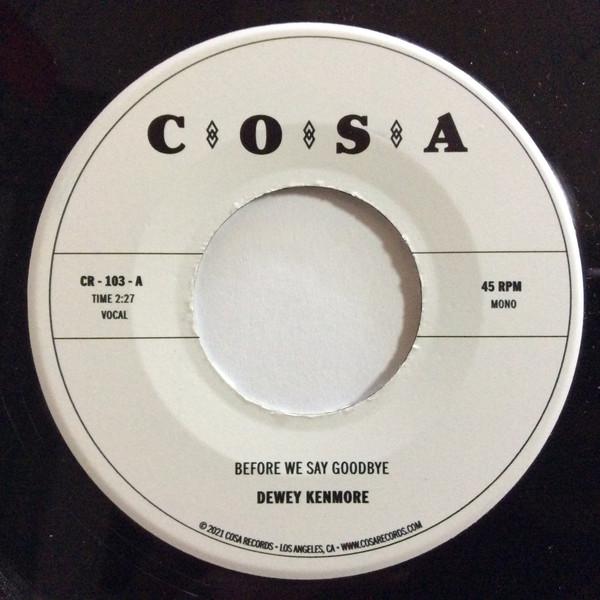 COSA
CR - 103 - A
TIME 2:27
VOCAL
45 RPM
MONO
BEFORE WE SAY GOODBYE
DEWEY KENMORE
© 2021 COSA RECORDS • LOS ANGELES, CA • WWW.COSARECORDS.COM